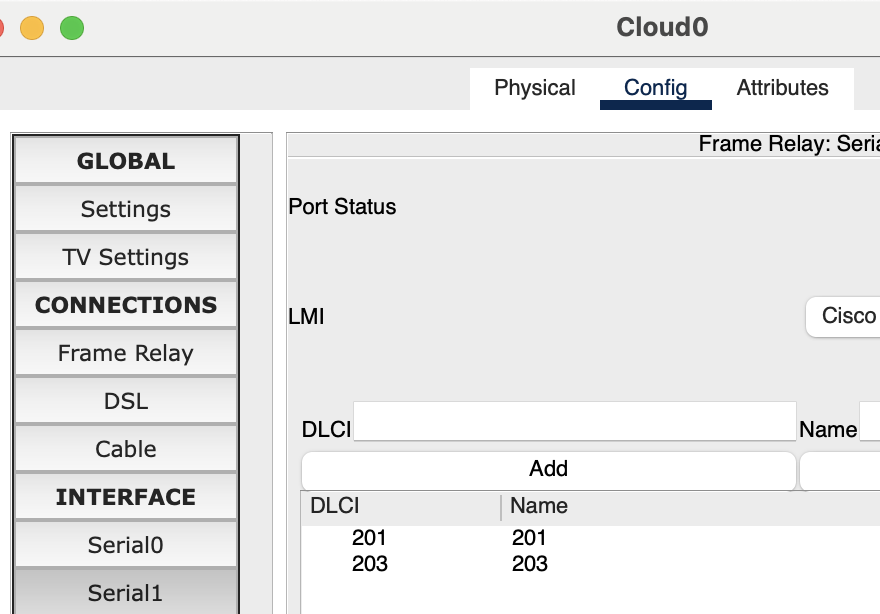 Cloud0
Physical Config Attributes
GLOBAL
Settings
TV Settings
CONNECTIONS
Frame Relay
DSL
Cable
INTERFACE
Serial0
Serial1
Frame Relay: Seria
Port Status
LMI
Cisco
DLCI Name
Add
DLCI Name
201 201
203 203